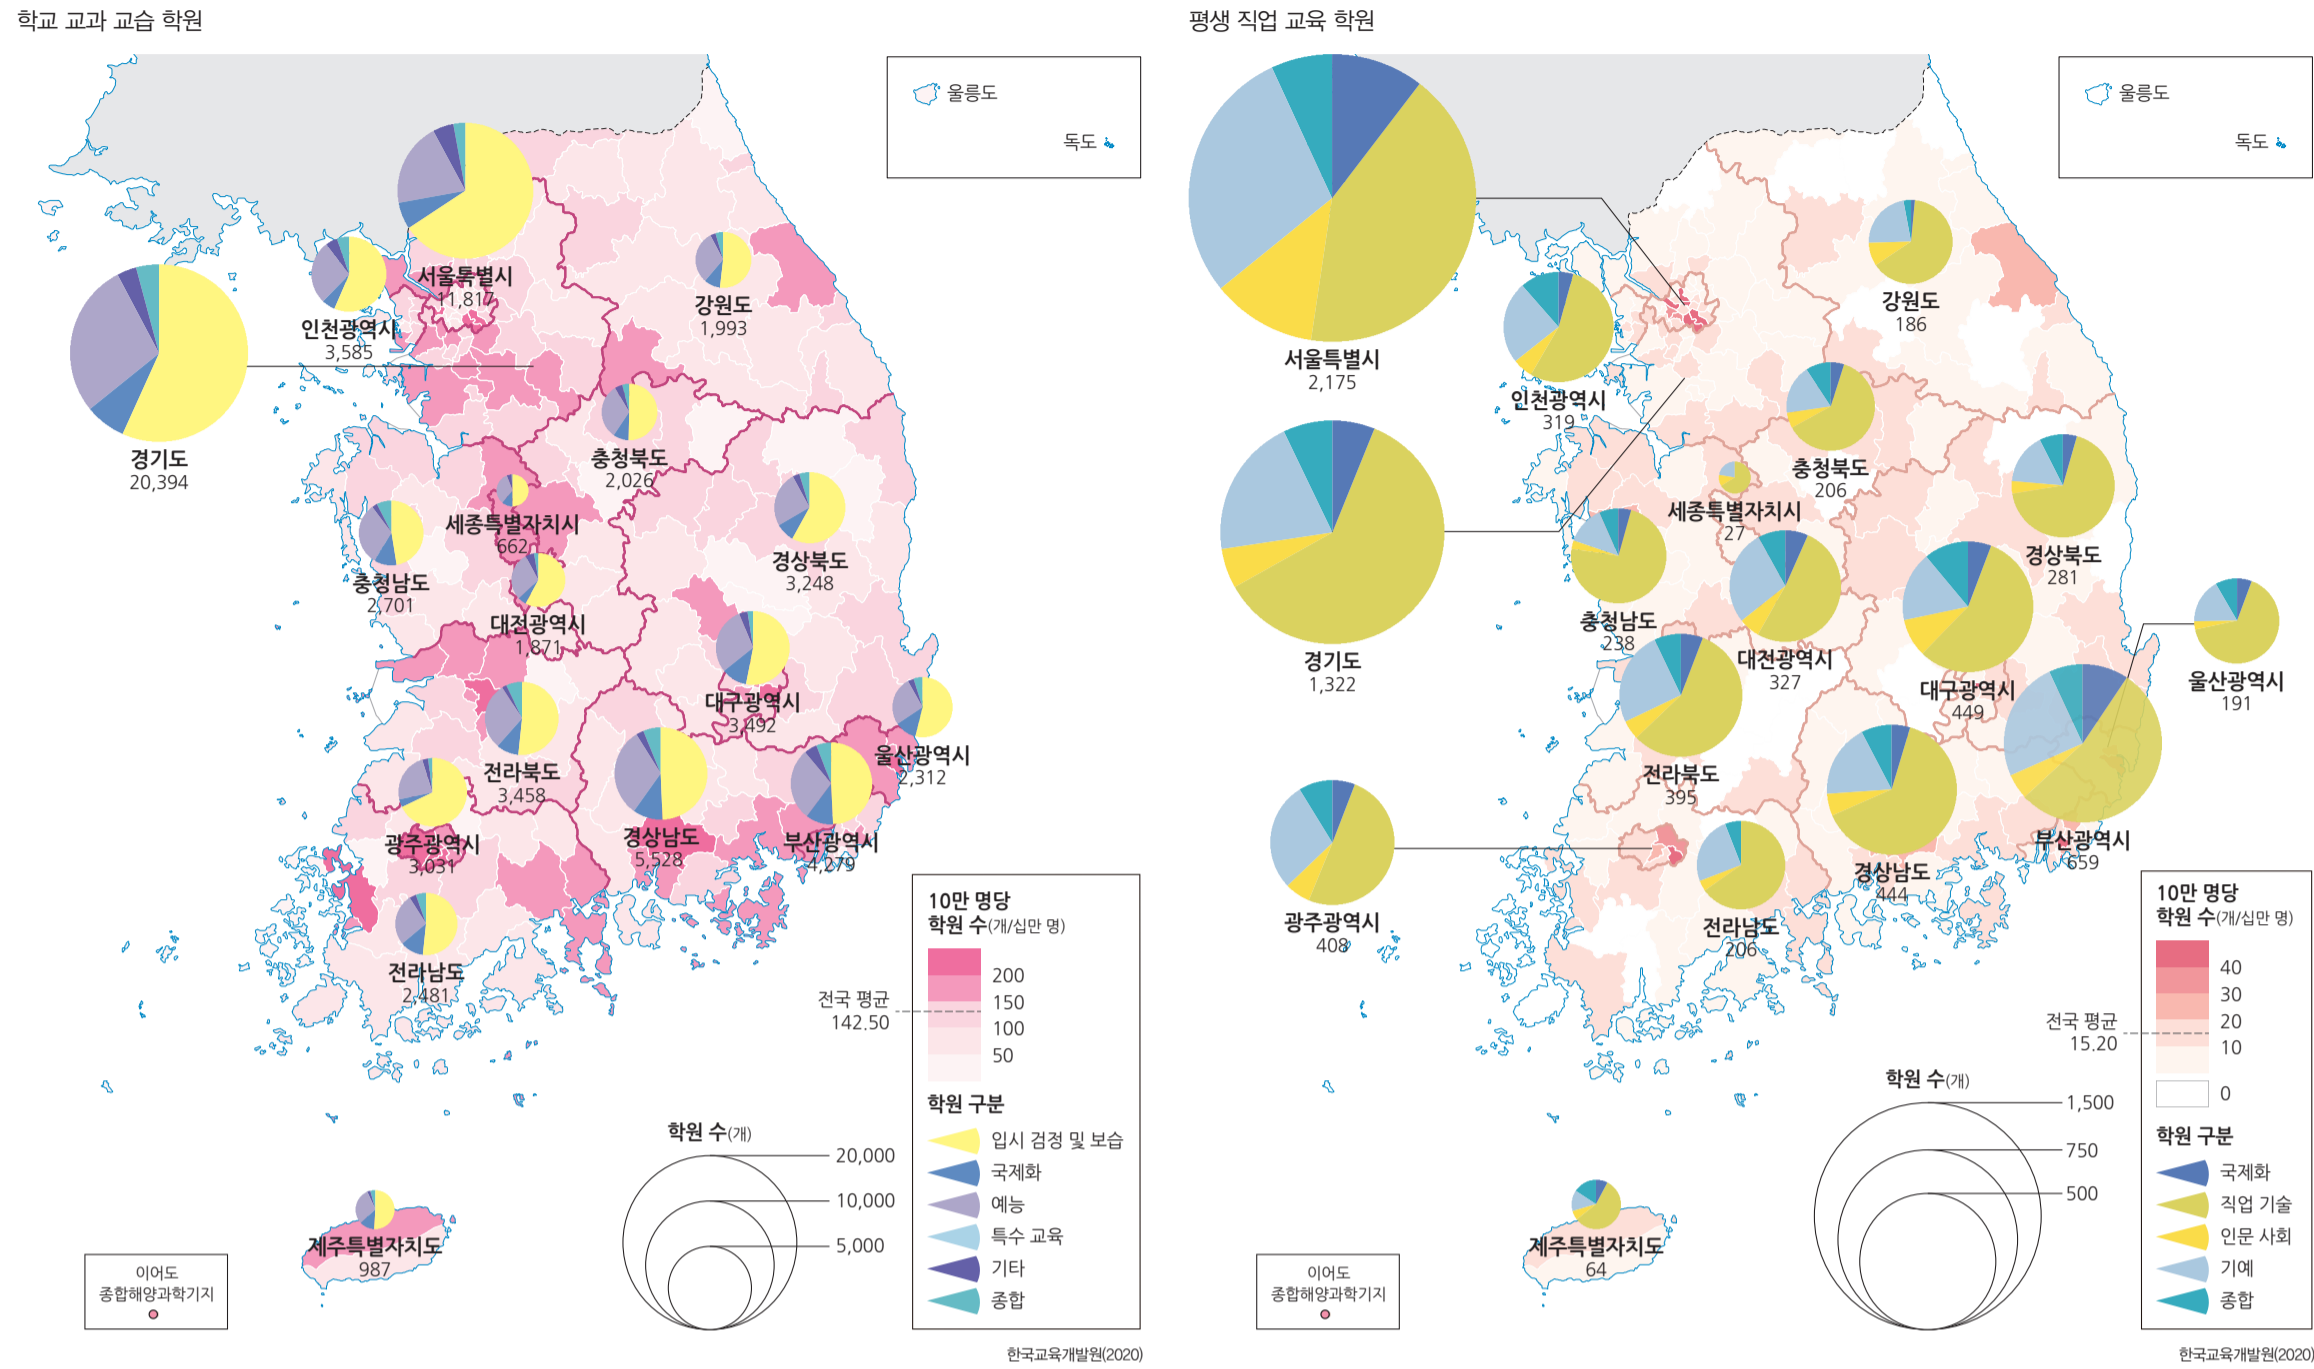 학교 교과 교습 학원
울릉도
독도
서울특별시
11,817
인천광역시
3,585
강원도
1,993
경기도
20,394
충청북도
2,026
세종특별자치시
662
충청남도
2,701
경상북도
3,248
대전광역시
1,871
대구광역시
3,492
울산광역시
2,312
전라북도
3,458
광주광역시
3,031
경상남도
5,528
부산광역시
4,279
전라남도
2,481
제주특별자치도
987
이어도
종합해양과학기지
학원 수(개)
20,000
10,000
5,000
10만 명당
학원 수(개/십만 명)
200
150
100
50
전국 평균
142.50
학원 구분
입시 검정 및 보습
국제화
예능
특수 교육
기타
종합
한국교육개발원(2020)
평생 직업 교육 학원
울릉도
독도
서울특별시
2,175
인천광역시
319
강원도
186
경기도
1,322
충청북도
206
세종특별자치시
27
경상북도
281
충청남도
238
대전광역시
327
대구광역시
449
울산광역시
191
전라북도
395
광주광역시
408
경상남도
444
부산광역시
659
전라남도
206
제주특별자치도
64
이어도
종합해양과학기지
학원 수(개)
1,500
750
500
10만 명당
학원 수(개/십만 명)
40
30
20
10
0
전국 평균
15.20
학원 구분
국제화
직업 기술
인문 사회
기예
종합
한국교육개발원(2020)